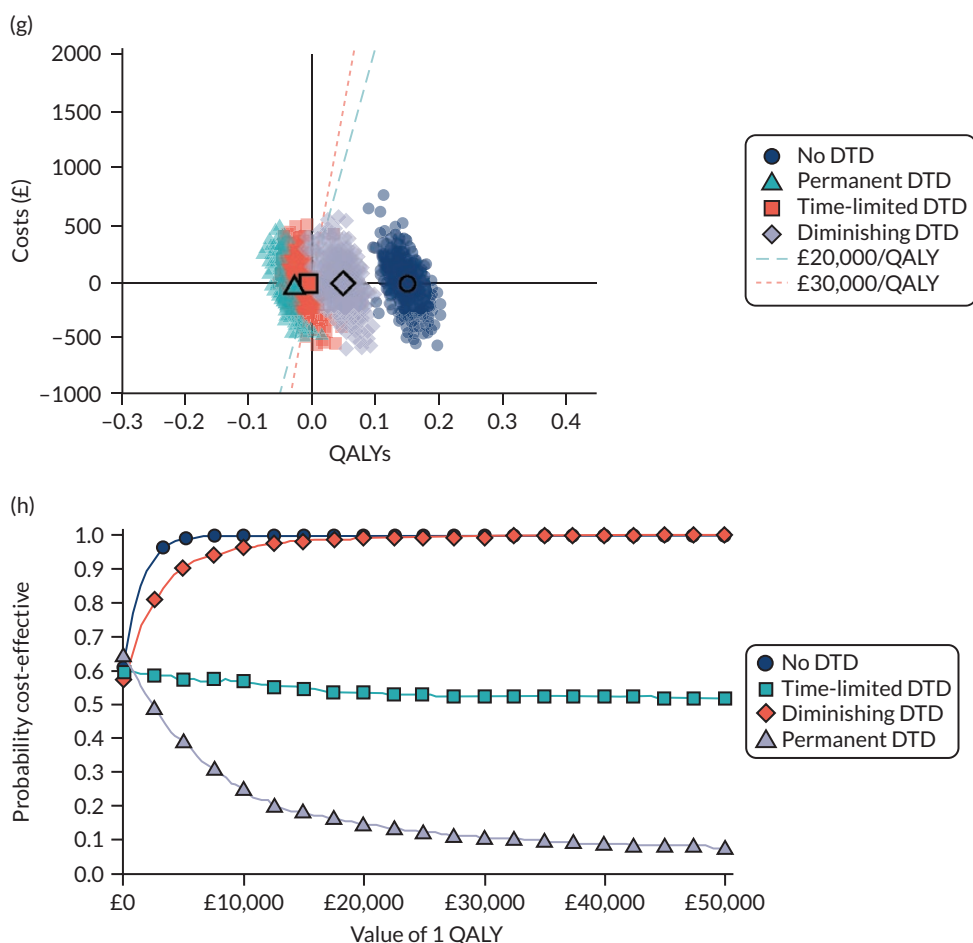 (g)
2000
1500
1000
500
0
−500
−1000
Costs (£)
−0.3
−0.2
−0.1
0.0
0.1
0.2
0.3
0.4
QALYs
No DTD
Permanent DTD
Time-limited DTD
Diminishing DTD
£20,000/QALY
£30,000/QALY
(h)
1.0
0.9
0.8
0.7
0.6
0.5
0.4
0.3
0.2
0.1
0.0
Probability cost-effective
£0
£10,000
£20,000
£30,000
£40,000
£50,000
Value of 1 QALY
No DTD
Time-limited DTD
Diminishing DTD
Permanent DTD